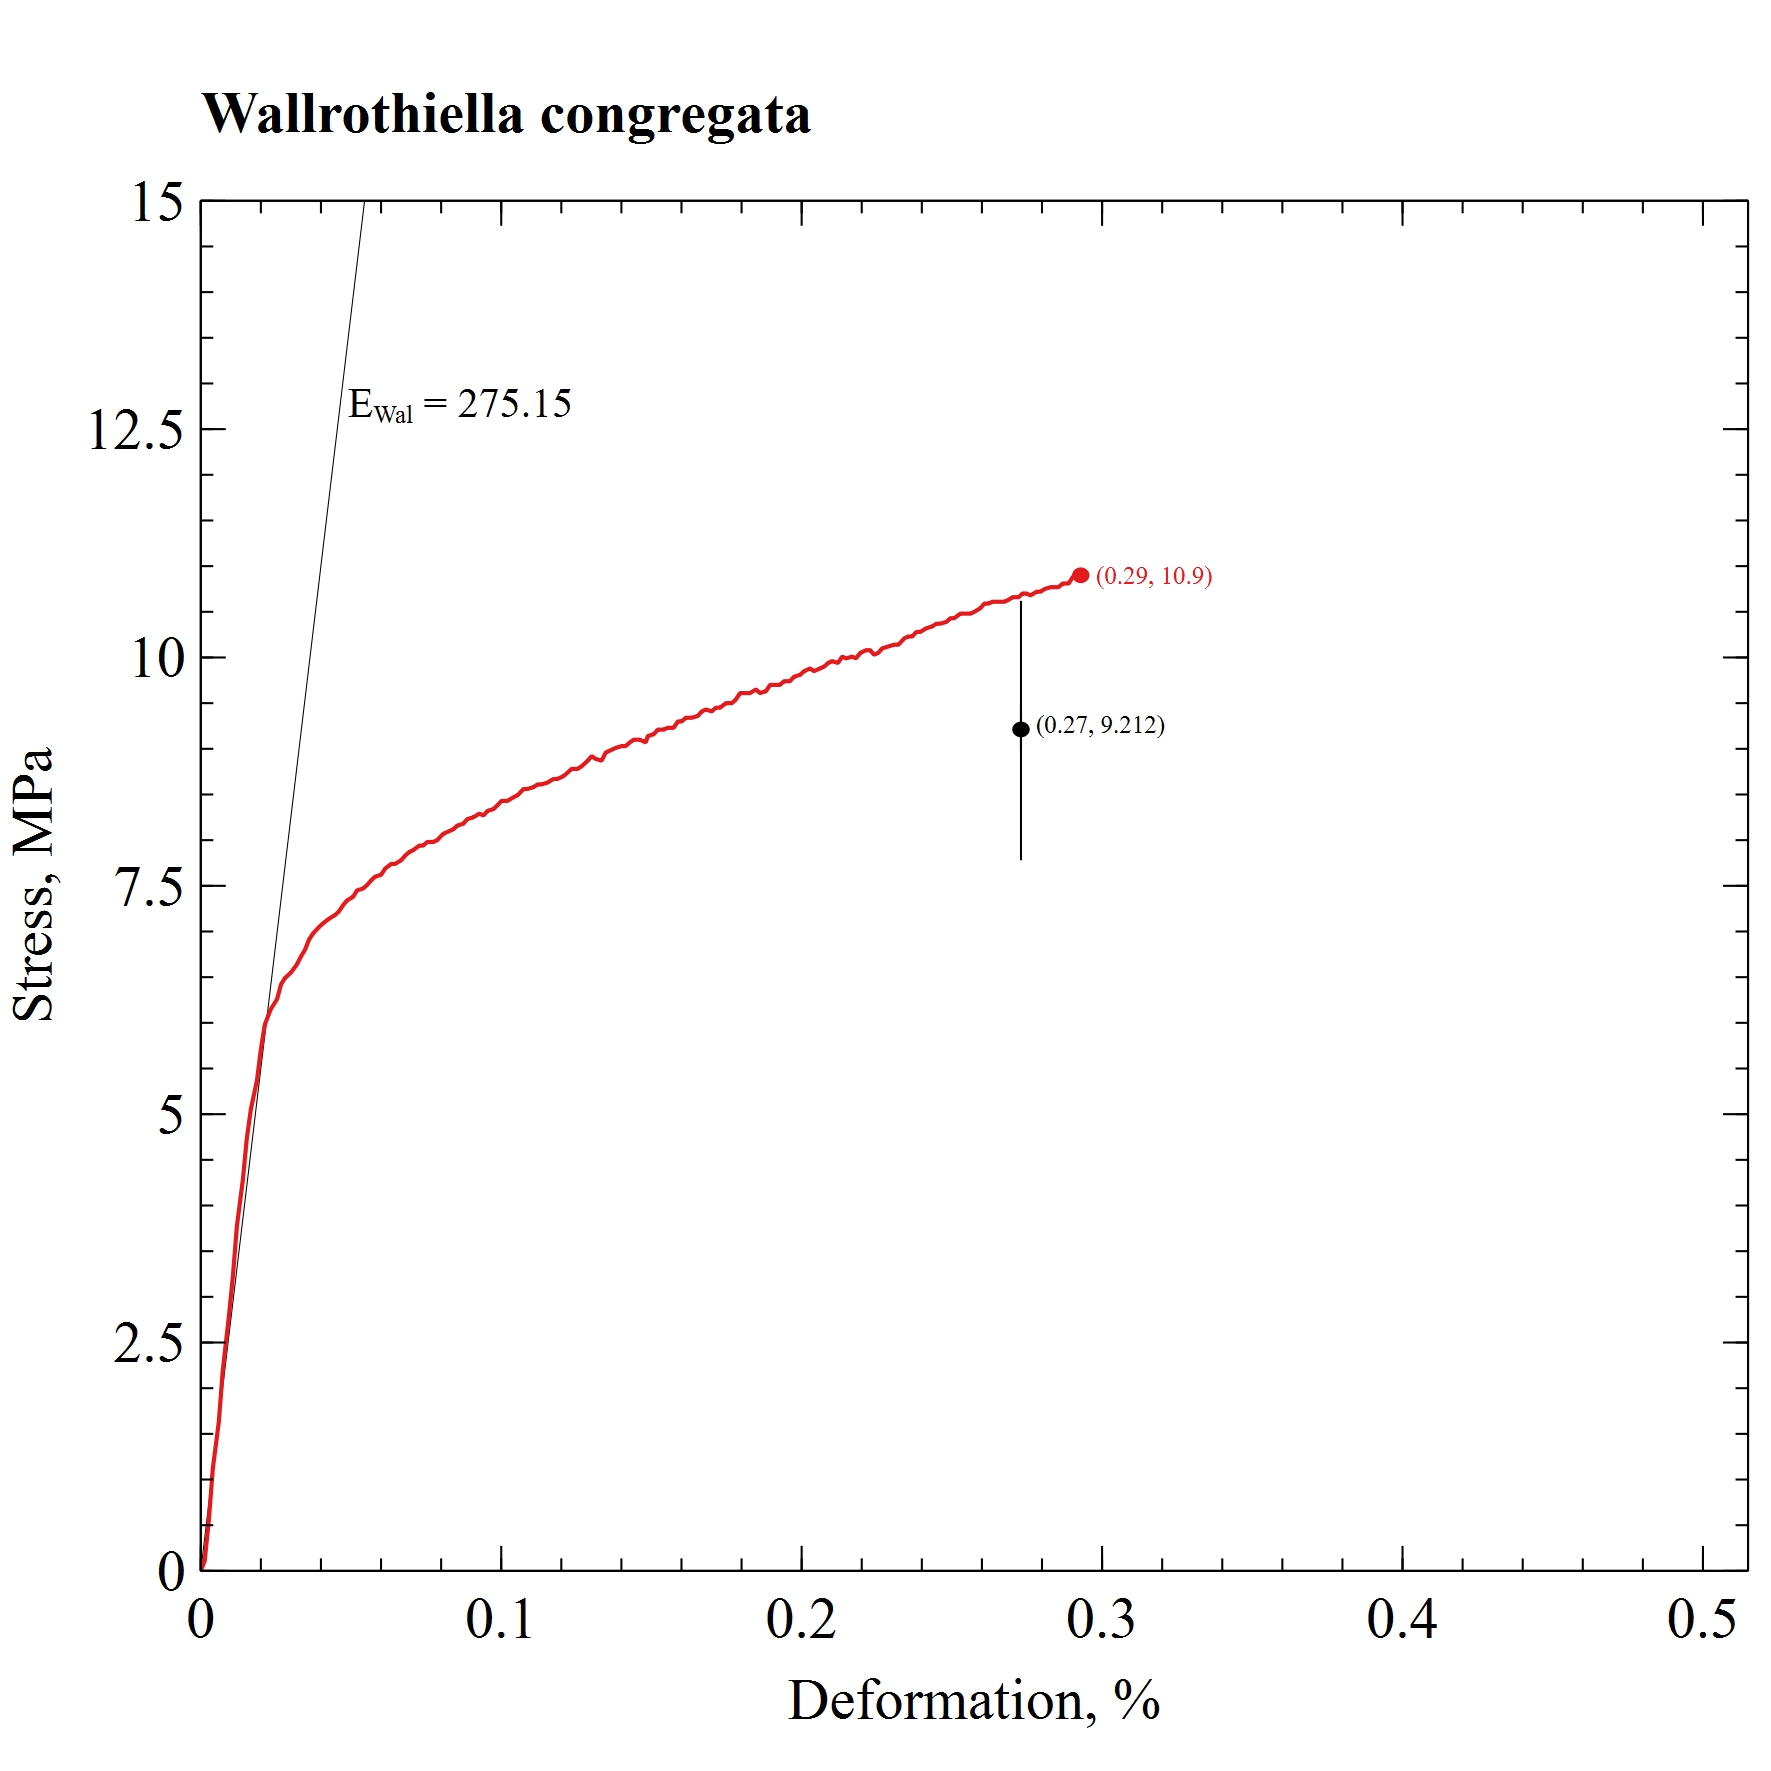 Wallrothiella congregata
15
12.5
10
7.5
5
2.5
0
Stress, MPa
E_Wal = 275.15
(0.29, 10.9)
(0.27, 9.212)
0 0.1 0.2 0.3 0.4 0.5
Deformation, %